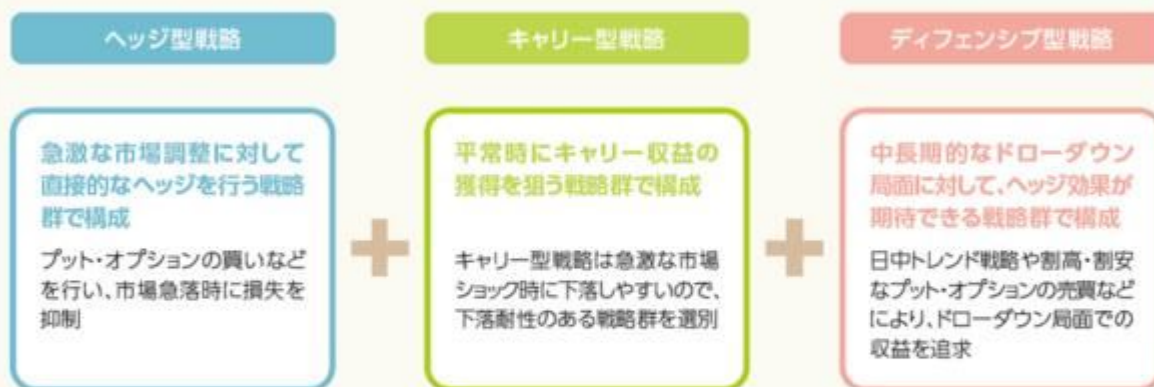 ヘッジ型戦略
キャリー型戦略
ディフェンシブ型戦略
急激な市場調整に対して
直接的なヘッジを行う戦略
群で構成
プット・オプションの買いなど
を行い、市場急落時に損失を
抑制
平常時にキャリー収益の
獲得を狙う戦略群で構成
キャリー型戦略は急激な市場
ショック時に下落しやすいので、
下落耐性のある戦略群を選別
中長期的なドローダウン
局面に対して、ヘッジ効果が
期待できる戦略群で構成
日中トレンド戦略や割高・割安
なプット・オプションの売買など
により、ドローダウン局面での
収益を追求